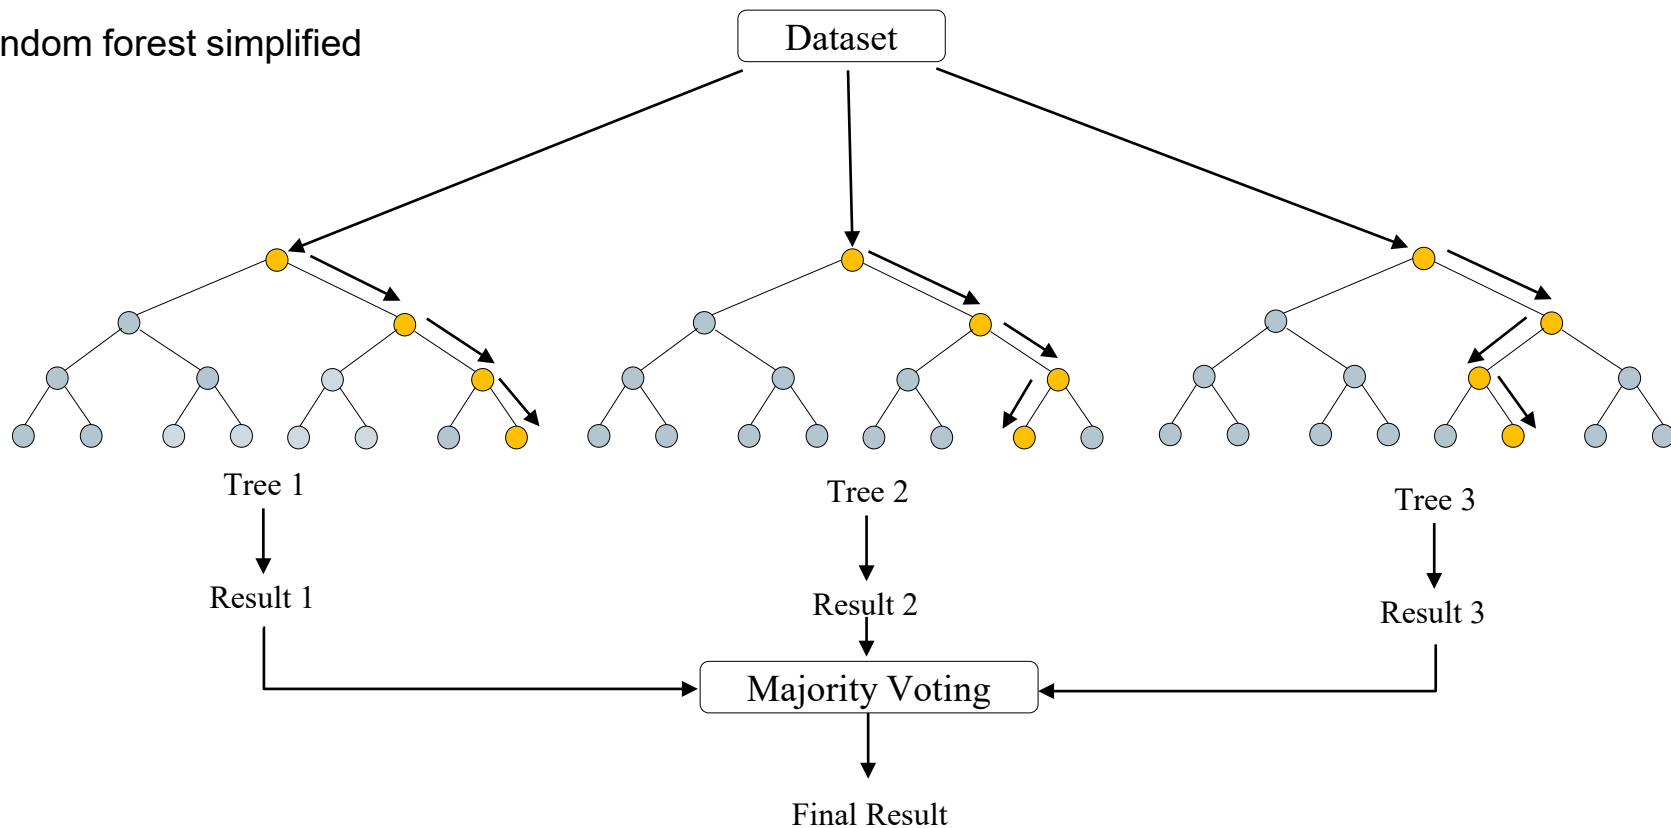 ndom forest simplified
Dataset
Tree 1
Tree 2
Tree 3
Result 1
Result 2
Result 3
Majority Voting
Final Result